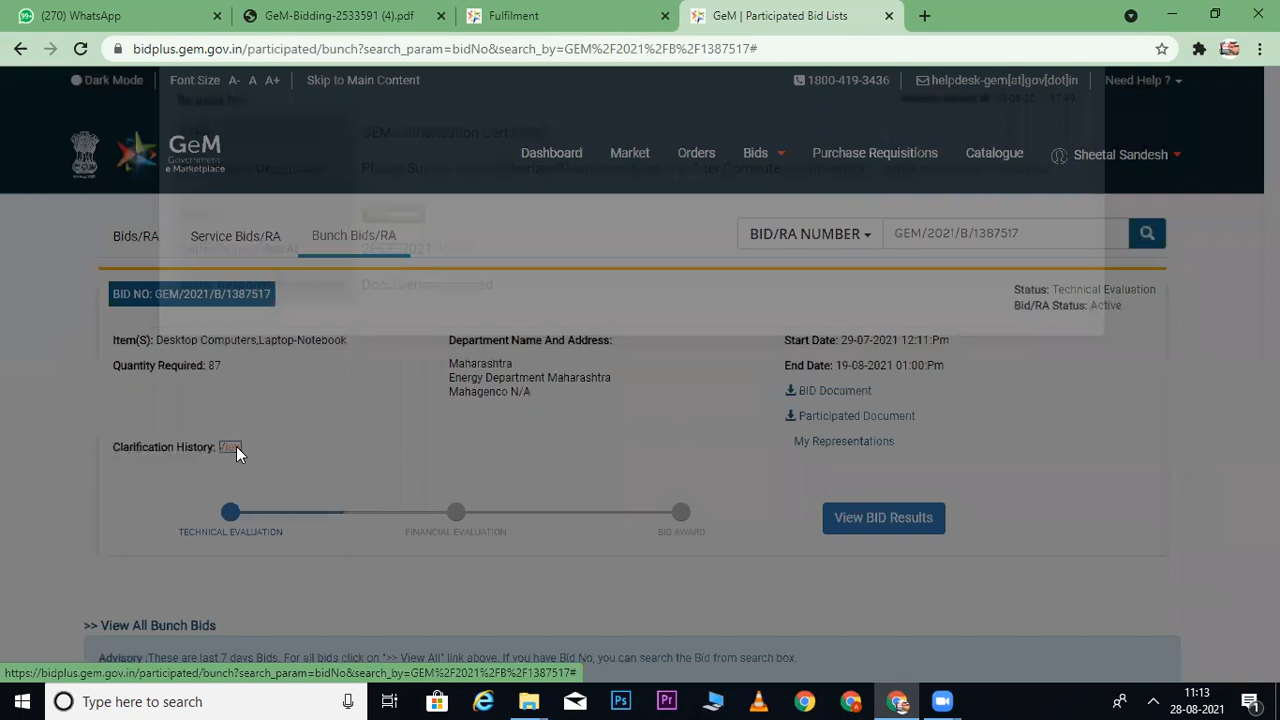 (270) WhatsApp
GeM-Bidding-2533591 (4).pdf
Fulfilment
GeM | Participated Bid Lists
bidplus.gem.gov.in/participated/bunch?search_param=bidNo&search_by=GEM%2F2021%2FB%2F1387517#
Dark Mode
Font Size A- A A+
Skip to Main Content
1800-419-3436
helpdesk-gem[at]gov[dot]in
Need Help ?
17:49
GeM
Government
e Marketplace
Dashboard
Market
Orders
Bids
Purchase Requisitions
Catalogue
Sheetal Sandesh
Bids/RA
Service Bids/RA
Bunch Bids/RA
BID/RA NUMBER
GEM/2021/B/1387517
BID NO: GEM/2021/B/1387517
Status: Technical Evaluation
Bid/RA Status: Active
Item(S): Desktop Computers,Laptop-Notebook
Quantity Required: 87
Department Name And Address:
Maharashtra
Energy Department Maharashtra
Mahagenco N/A
Start Date: 29-07-2021 12:11:Pm
End Date: 19-08-2021 01:00:Pm
BID Document
Participated Document
My Representations
Clarification History:
TECHNICAL EVALUATION
FINANCIAL EVALUATION
BID AWARD
View BID Results
>> View All Bunch Bids
Advisory :These are last 7 days Bids. For all bids click on ">> View All" link above. If you have Bid No, you can search the Bid from search box.
https://bidplus.gem.gov.in/participated/bunch?search_param=bidNo&search_by=GEM%2F2021%2FB%2F1387517#
Type here to search
11:13
28-08-2021